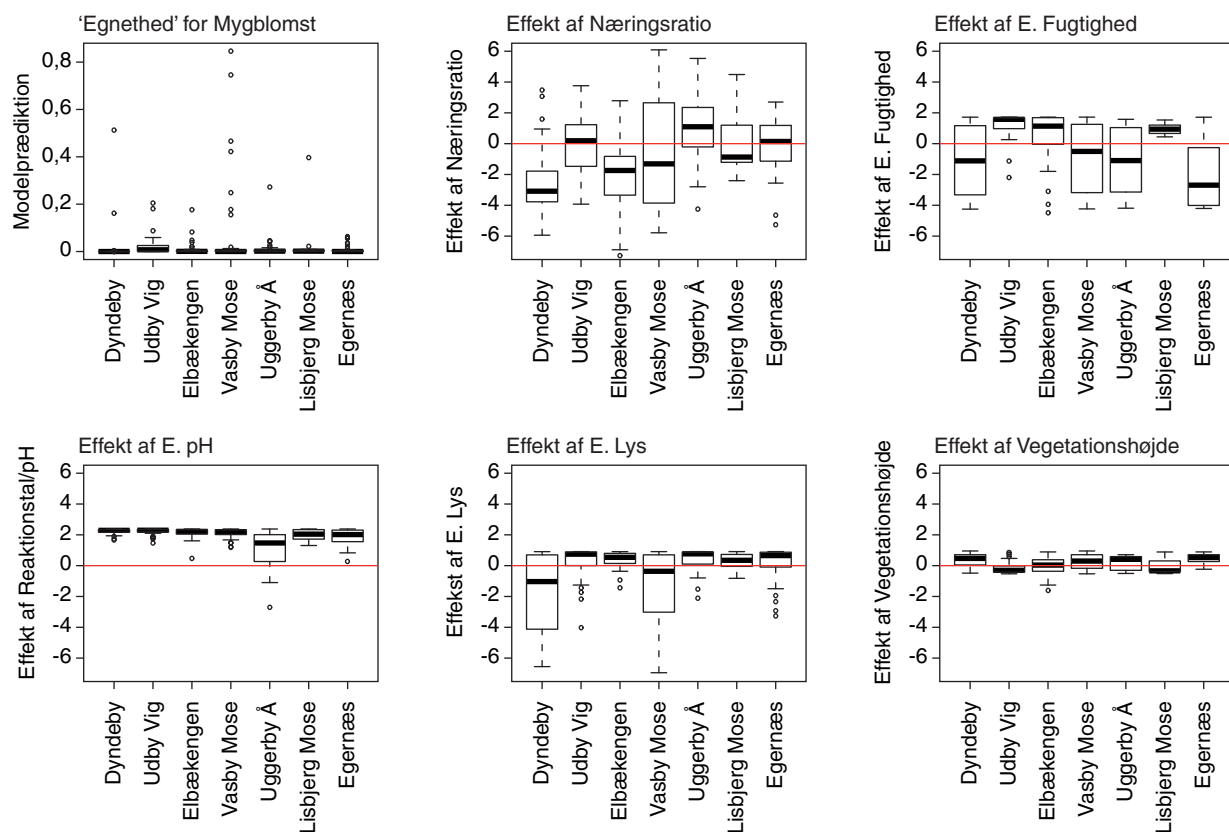 ‘Egnethed’ for Mygblomst
Modelprædiktion
0,8
0,6
0,4
0,2
0
Dyndeby
Udby Vig
Elbækengen
Vasby Mose
Uggerby Å
Lisbjerg Mose
Egernæs
Effekt af Næringsratio
Effekt af Næringsratio
6
4
2
0
-2
-4
-6
Dyndeby
Udby Vig
Elbækengen
Vasby Mose
Uggerby Å
Lisbjerg Mose
Egernæs
Effekt af E. Fugtighed
Effekt af E. Fugtighed
6
4
2
0
-2
-4
-6
Dyndeby
Udby Vig
Elbækengen
Vasby Mose
Uggerby Å
Lisbjerg Mose
Egernæs
Effekt af E. pH
Effekt af Reaktionstal/pH
6
4
2
0
-2
-4
-6
Dyndeby
Udby Vig
Elbækengen
Vasby Mose
Uggerby Å
Lisbjerg Mose
Egernæs
Effekt af E. Lys
Effekst af E. Lys
6
4
2
0
-2
-4
-6
Dyndeby
Udby Vig
Elbækengen
Vasby Mose
Uggerby Å
Lisbjerg Mose
Egernæs
Effekt af Vegetationshøjde
Effekt af Vegetationshøjde
6
4
2
0
-2
-4
-6
Dyndeby
Udby Vig
Elbækengen
Vasby Mose
Uggerby Å
Lisbjerg Mose
Egernæs